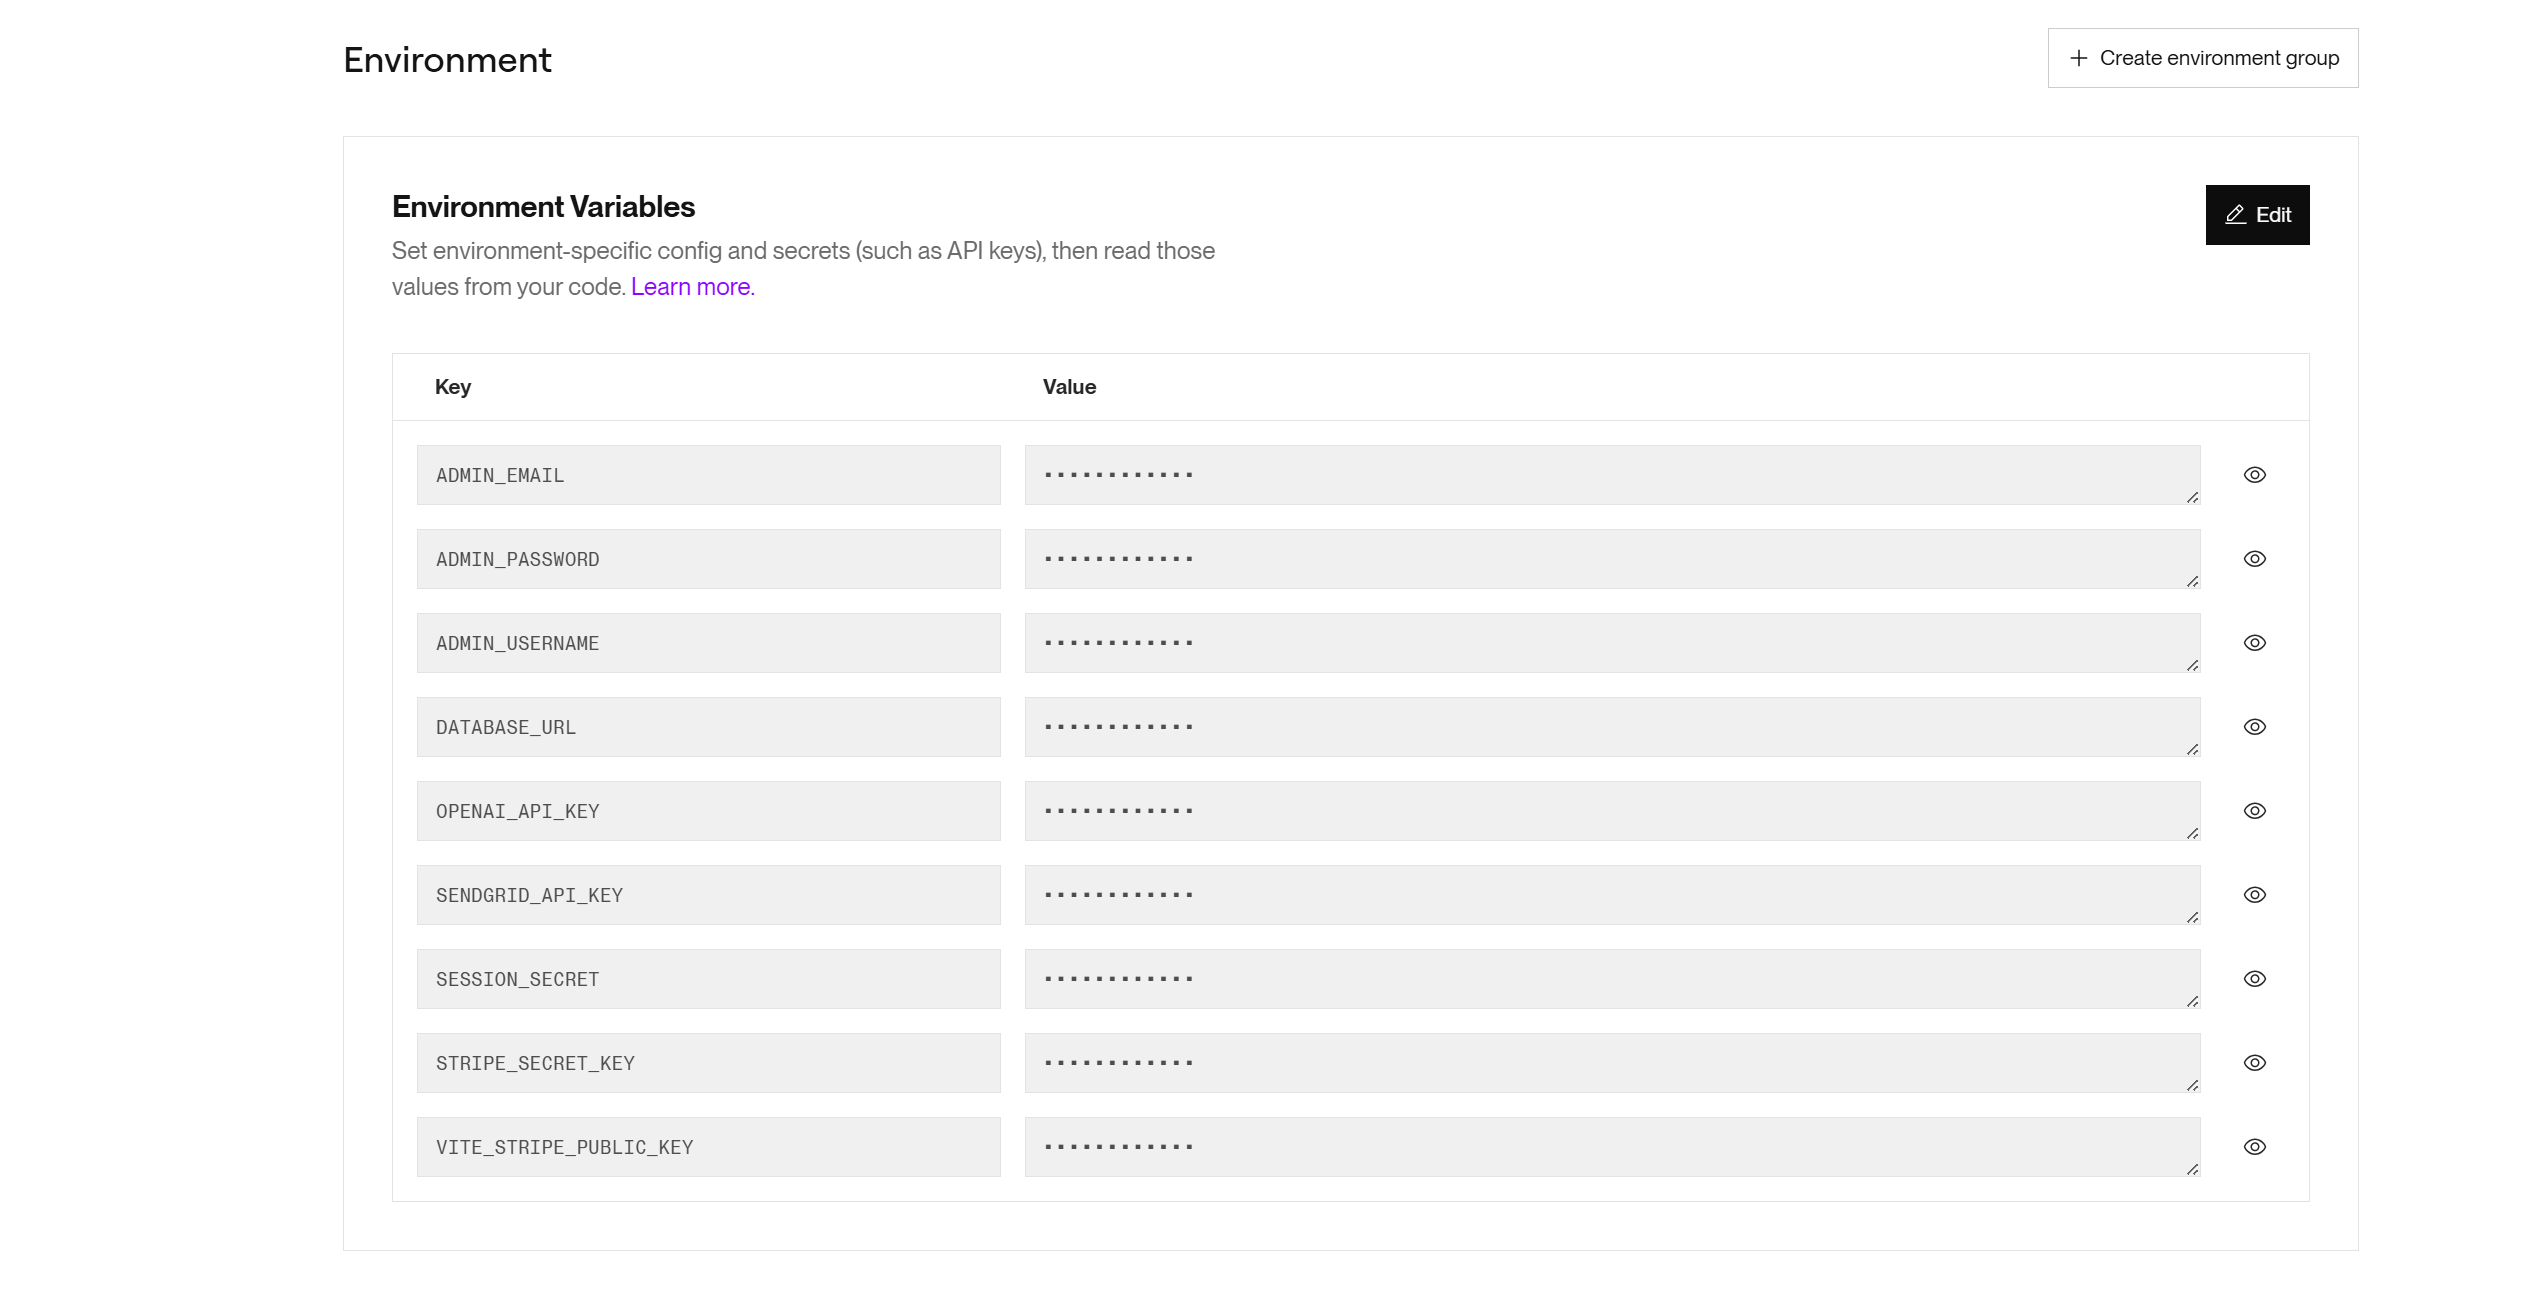 Environment
Create environment group
Environment Variables
Edit
Set environment-specific config and secrets (such as API keys), then read those
values from your code. Learn more.
Key Value
ADMIN_EMAIL ············
ADMIN_PASSWORD ············
ADMIN_USERNAME ············
DATABASE_URL ············
OPENAI_API_KEY ············
SENDGRID_API_KEY ············
SESSION_SECRET ············
STRIPE_SECRET_KEY ············
VITE_STRIPE_PUBLIC_KEY ············